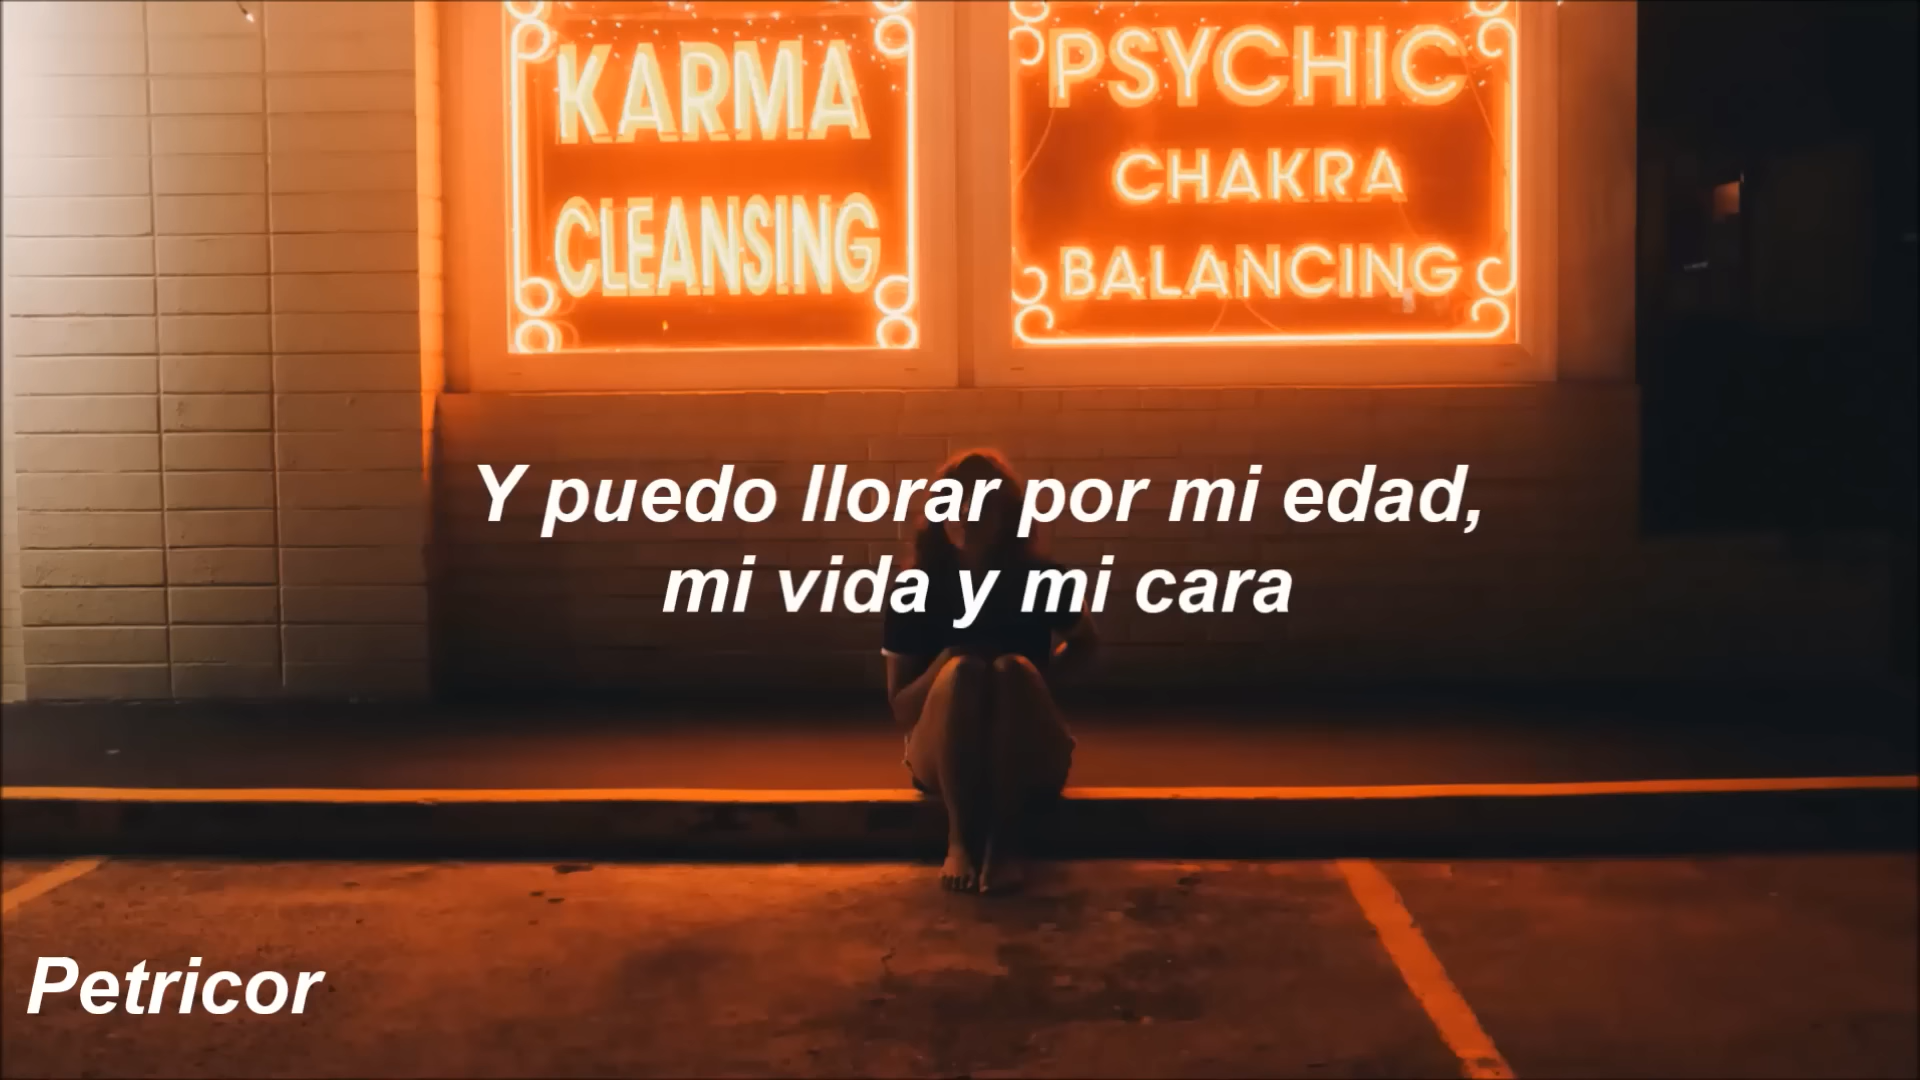 KARMA
CLEANSING
PSYCHIC
CHAKRA
BALANCING
Y puedo llorar por mi edad,
mi vida y mi cara
Petricor